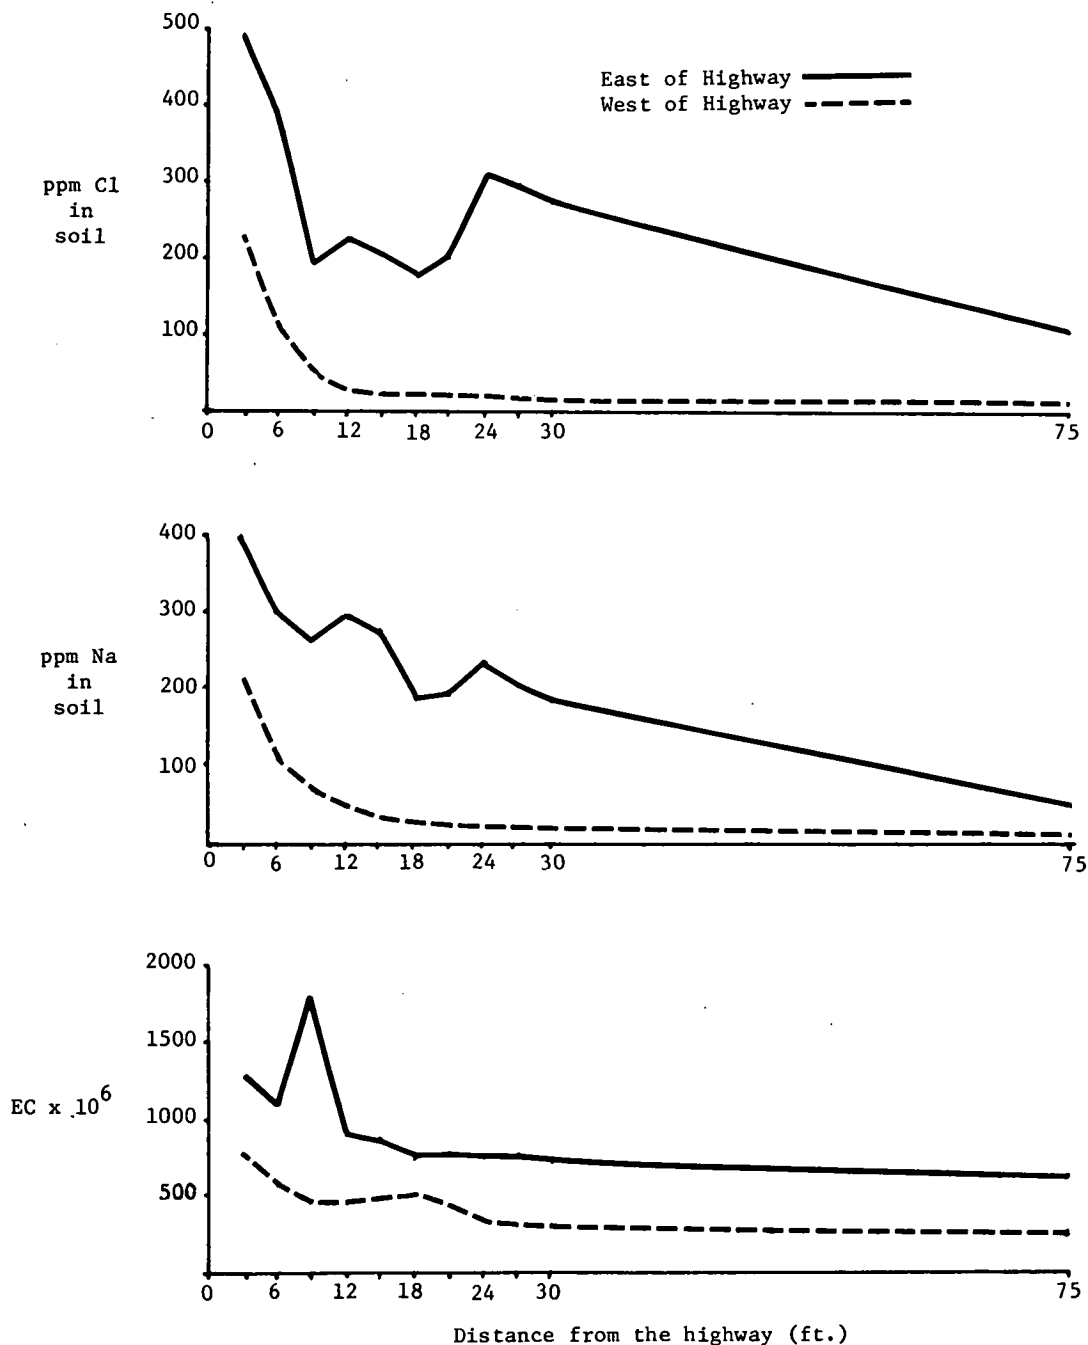 500
400
300
200
100
ppm Cl
in
soil
East of Highway
West of Highway
0 6 12 18 24 30 75
400
300
200
100
ppm Na
in
soil
0 6 12 18 24 30 75
2000
1500
1000
500
EC x 10^6
0 6 12 18 24 30 75
Distance from the highway (ft.)